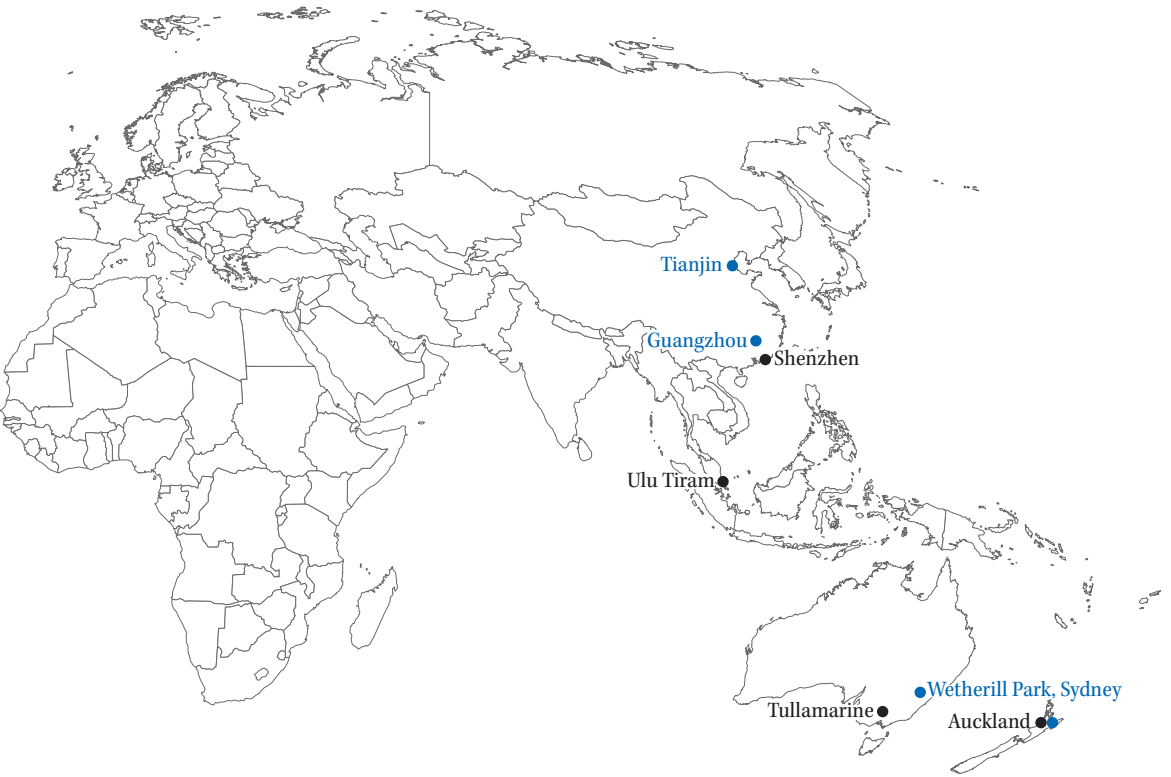 Tianjin
Guangzhou
Shenzhen
Ulu Tiram
Wetherill Park, Sydney
Tullamarine
Auckland